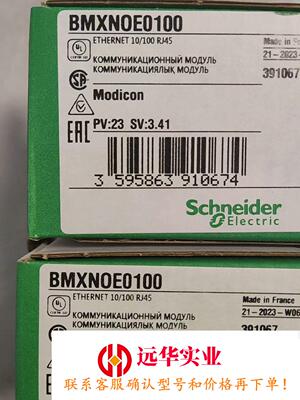 BMXNOE0100
ETHERNET 10/100 RJ45
Made in France
21-2023-
КОММУНИКАЦИОННЫЙ МОДУЛЬ
КОММУНИКАЦИЯЛЫК МОДУЛЬ
391067
Modicon
EAC PV:23 SV:3.41
3 595863 910674
Schneider
Electric
BMXNOE0100
ETHERNET 10/100 RJ45
Made in France
21-2023-W06
КОММУНИКАЦИОННЫЙ МОДУЛЬ
КОММУНИКАЦИЯЛЫК МОДУЛЬ
391067
远华实业
联系客服确认型号和价格再下单！